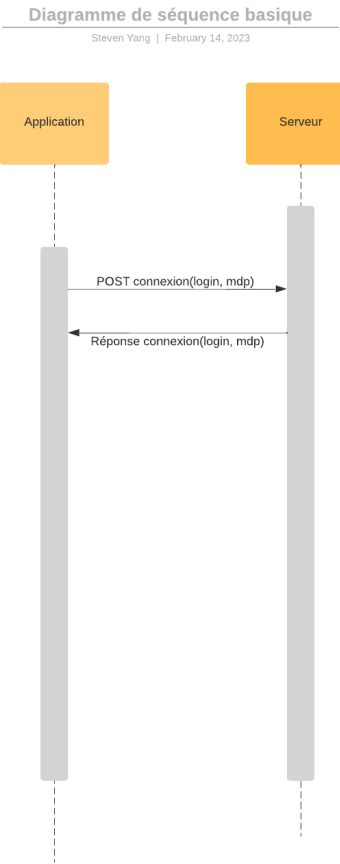 Diagramme de séquence basique
Steven Yang | February 14, 2023
Application
Serveur
POST connexion(login, mdp)
Réponse connexion(login, mdp)